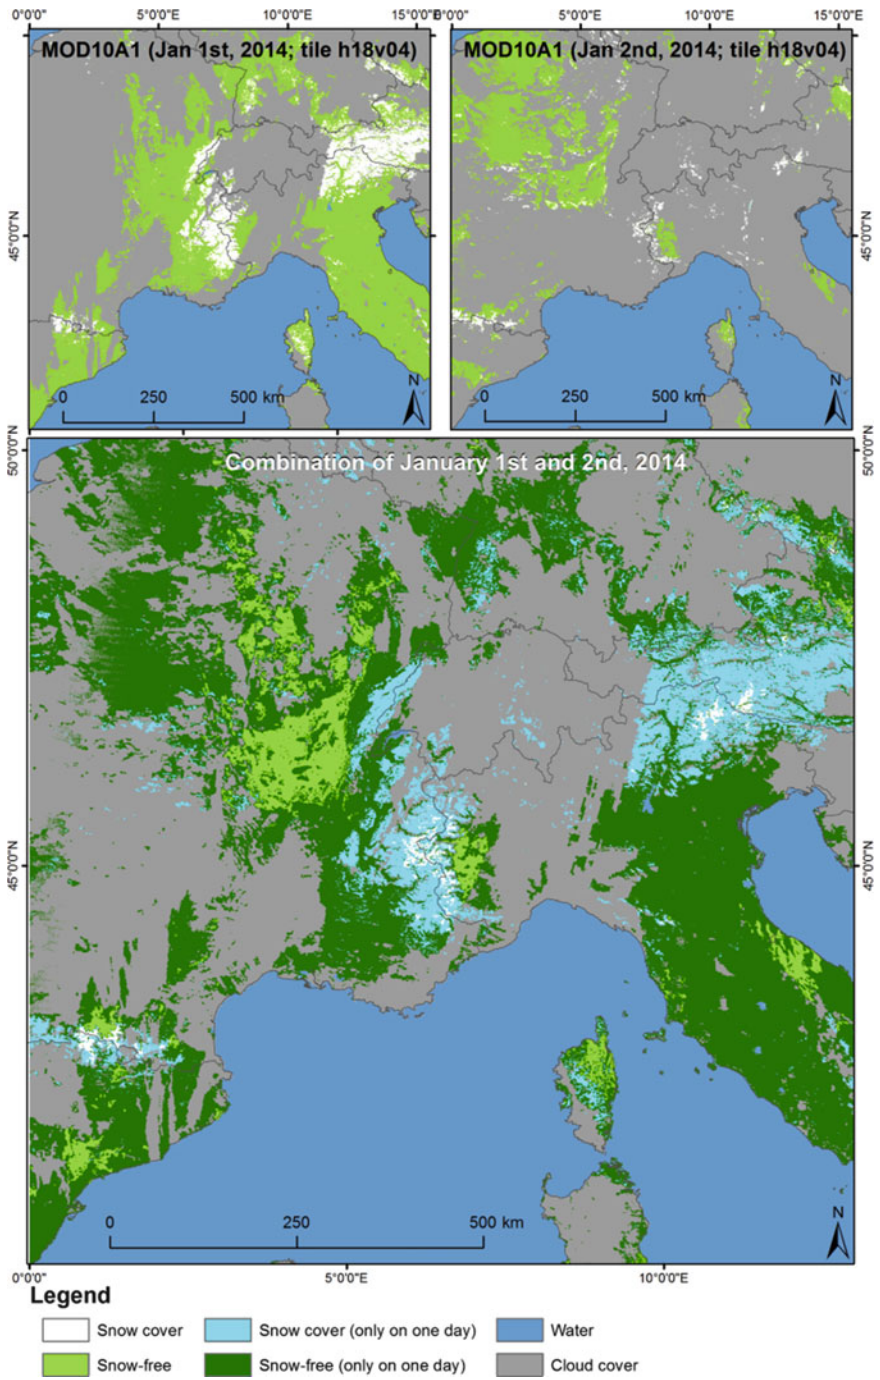 0°0'0" 5°0'0"E 10°0'0"E 15°0'0"E 5°0'0"E 10°0'0"E 15°0'0"E
MOD10A1 (Jan 1st, 2014; tile h18v04)
MOD10A1 (Jan 2nd, 2014; tile h18v04)
45°0'0"N
45°0'0"N
N
0 250 500 km
N
0 250 500 km
50°0'0"N
50°0'0"N
Combination of January 1st and 2nd, 2014
45°0'0"N
45°0'0"N
N
0 250 500 km
0°0'0" 5°0'0"E 10°0'0"E
Legend
Snow cover
Snow cover (only on one day)
Water
Snow-free
Snow-free (only on one day)
Cloud cover